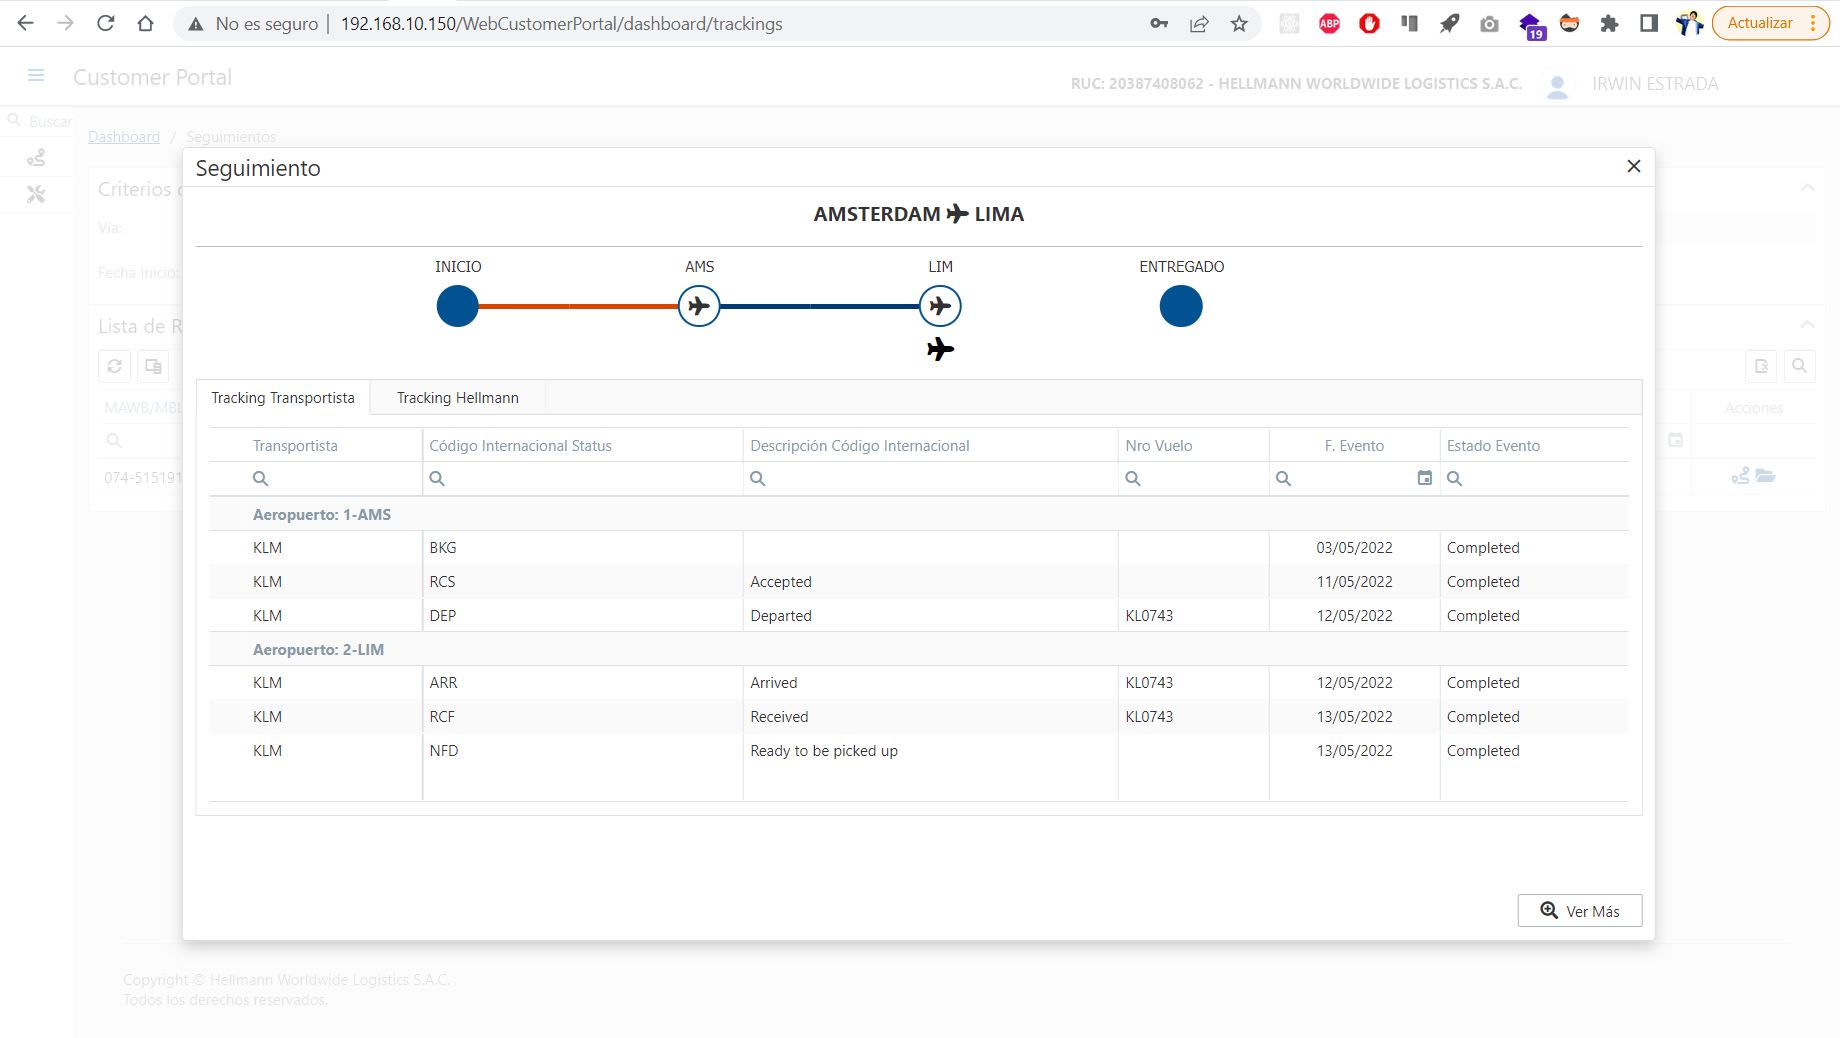 No es seguro | 192.168.10.150/WebCustomerPortal/dashboard/trackings
ABP
19
Actualizar
Customer Portal
RUC: 20387408062 - HELLMANN WORLDWIDE LOGISTICS S.A.C.
IRWIN ESTRADA
Buscar
Dashboard / Seguimientos
Seguimiento
Criterios
Vía:
AMSTERDAM LIMA
Fecha Inicio:
INICIO AMS LIM ENTREGADO
Lista de R
Tracking Transportista Tracking Hellmann
MAWB/MBL
Acciones
Transportista Código Internacional Status Descripción Código Internacional Nro Vuelo F. Evento Estado Evento
074-515191
Aeropuerto: 1-AMS
KLM BKG 03/05/2022 Completed
KLM RCS Accepted 11/05/2022 Completed
KLM DEP Departed KL0743 12/05/2022 Completed
Aeropuerto: 2-LIM
KLM ARR Arrived KL0743 12/05/2022 Completed
KLM RCF Received KL0743 13/05/2022 Completed
KLM NFD Ready to be picked up 13/05/2022 Completed
Ver Más
Copyright © Hellmann Worldwide Logistics S.A.C.
Todos los derechos reservados.